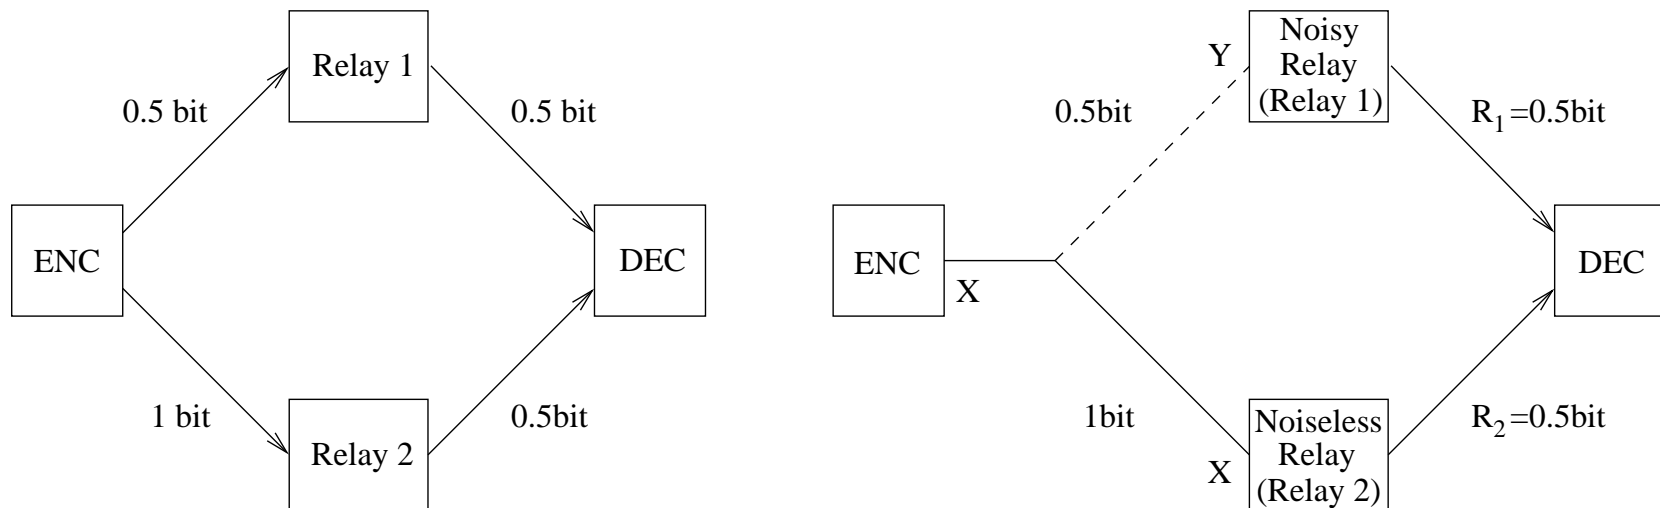 Relay 1
0.5 bit
0.5 bit
ENC
DEC
1 bit
0.5bit
Relay 2
Noisy
Relay
(Relay 1)
Y
0.5bit
R1=0.5bit
ENC
X
DEC
1bit
R2=0.5bit
X
Noiseless
Relay
(Relay 2)